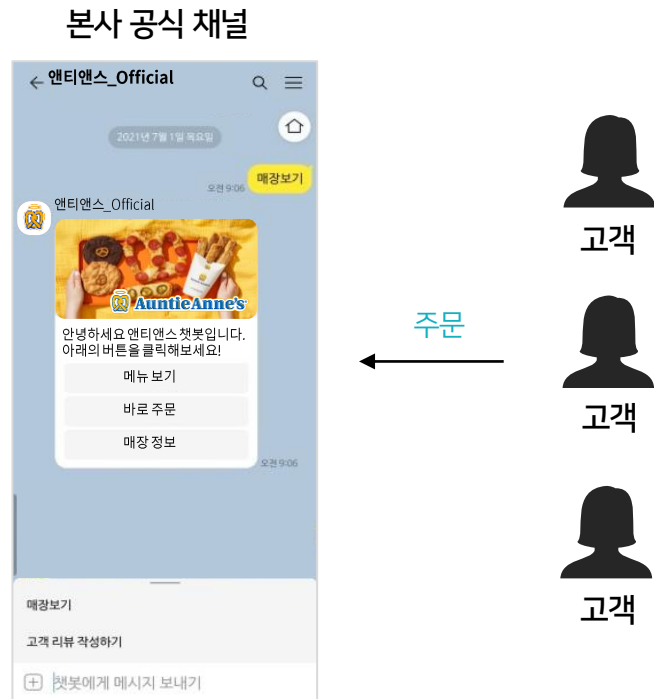 본사 공식 채널
앤티앤스_Official
2021년 7월 1일 목요일
매장보기
오전 9:06
앤티앤스_Official
AuntieAnne's
안녕하세요 앤티앤스 챗봇입니다.
아래의 버튼을 클릭해보세요!
메뉴 보기
바로 주문
매장 정보
오전 9:06
매장보기
고객 리뷰 작성하기
챗봇에게 메시지 보내기
주문
고객
고객
고객